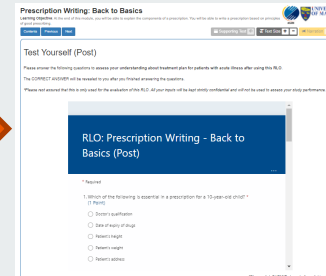 Prescription Writing: Back to Basics
Learning Objective: At the end of this module, you will be able to explain the components of a prescription. You will be able to write a prescription based on principles
of good prescribing.
Contents Previous Next
Supporting Text Text Size + - Narration
Test Yourself (Post)
Please answer the following questions to assess your understanding about treatment plan for patients with acute illness after using this RLO.
The CORRECT ANSWER will be revealed to you after you finished answering the questions.
*Please rest assured that this is only used for the evaluation of this RLO. All your inputs will be kept strictly confidential and will not be used to assess your study performance.
RLO: Prescription Writing - Back to
Basics (Post)
...
* Required
1. Which of the following is essential in a prescription for a 10-year-old child? *
(1 Point)
Doctor's qualification
Date of expiry of drugs
Patient's height
Patient's weight
Patient's address